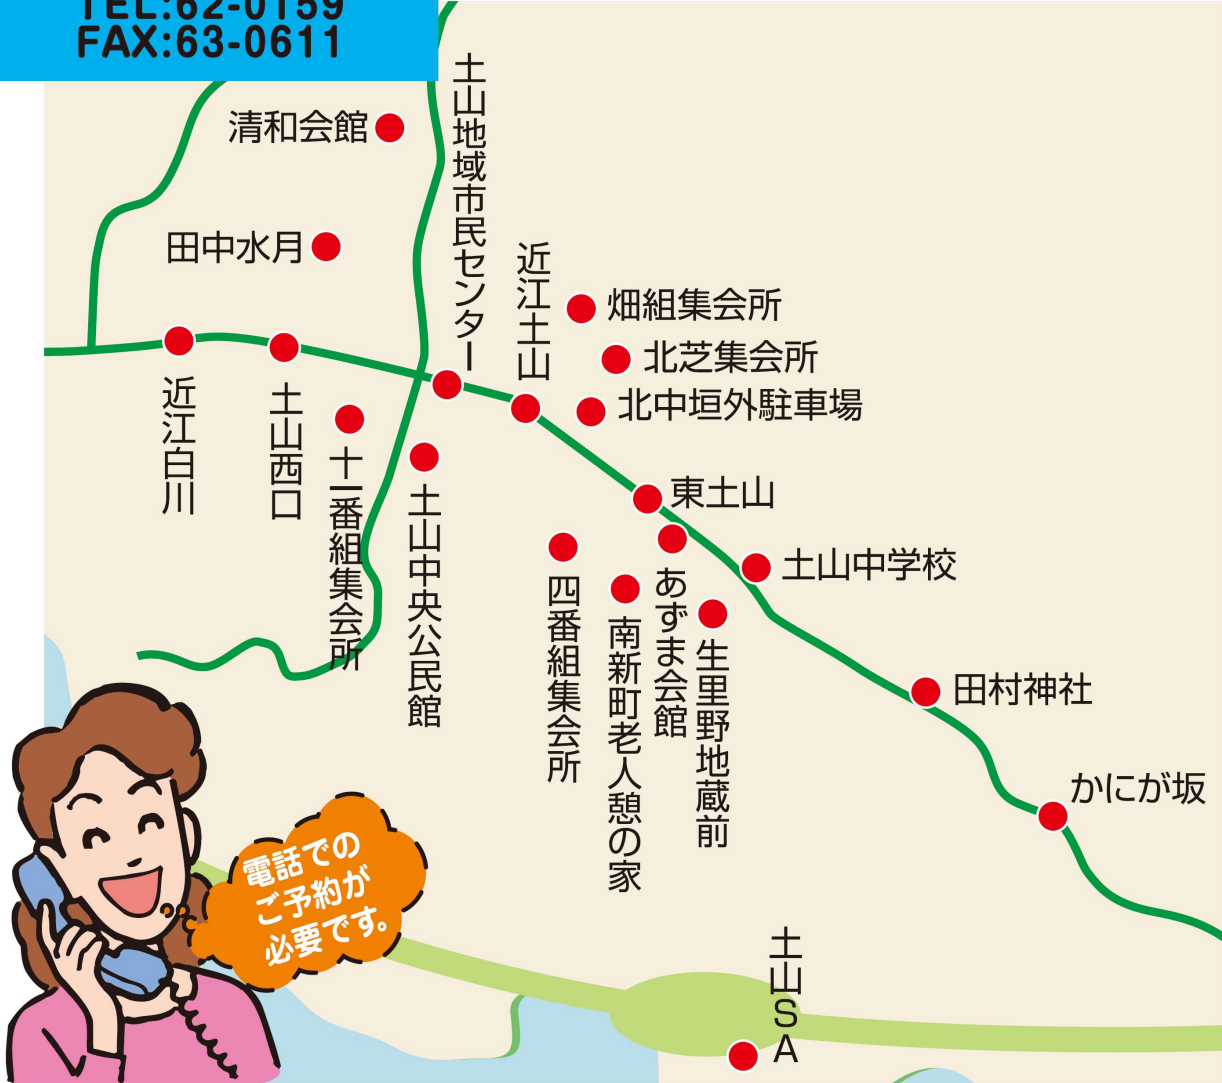 TEL:62-0159
FAX:63-0611
清和会館
土山地域市民センター
田中水月
近江土山
畑組集会所
北芝集会所
北中垣外駐車場
近江白川
土山西口
十一番組集会所
土山中央公民館
東土山
土山中学校
四番組集会所
南新町老人憩の家
あずま会館
生里野地蔵前
田村神社
かにが坂
電話での
ご予約が
必要です。
土山SA